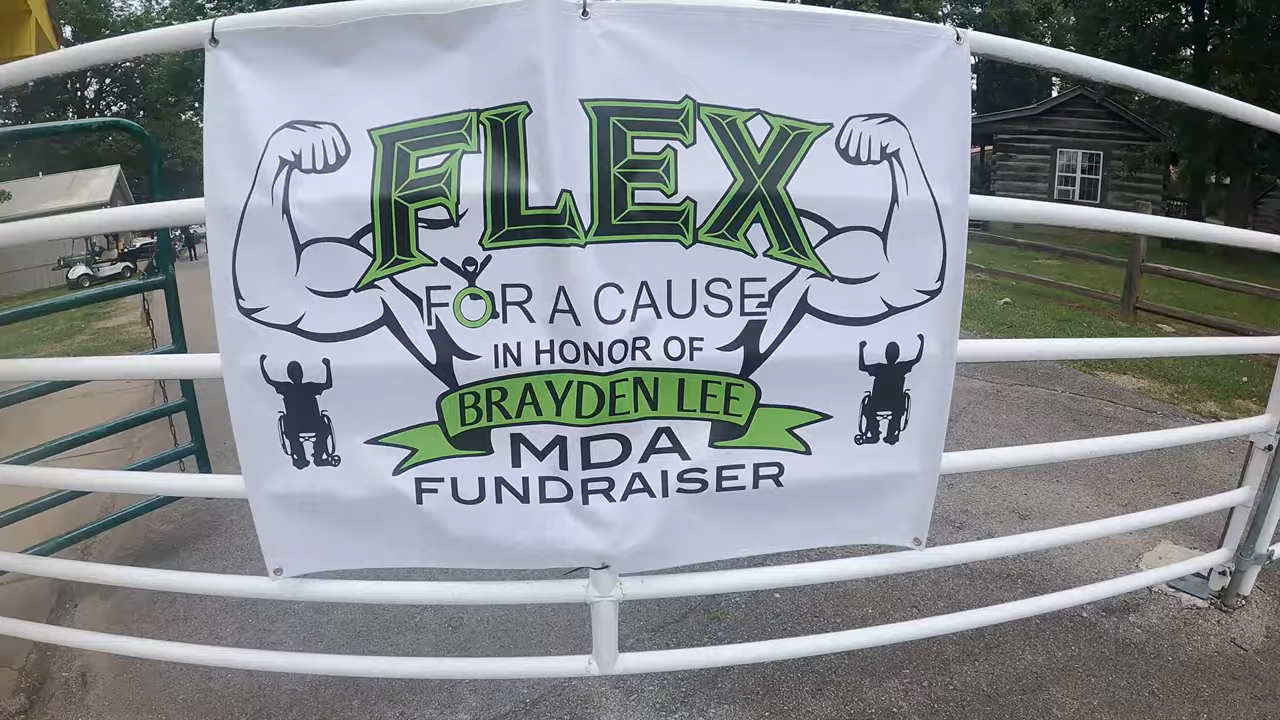 FLEX
FOR A CAUSE
IN HONOR OF
BRAYDEN LEE
MDA
FUNDRAISER